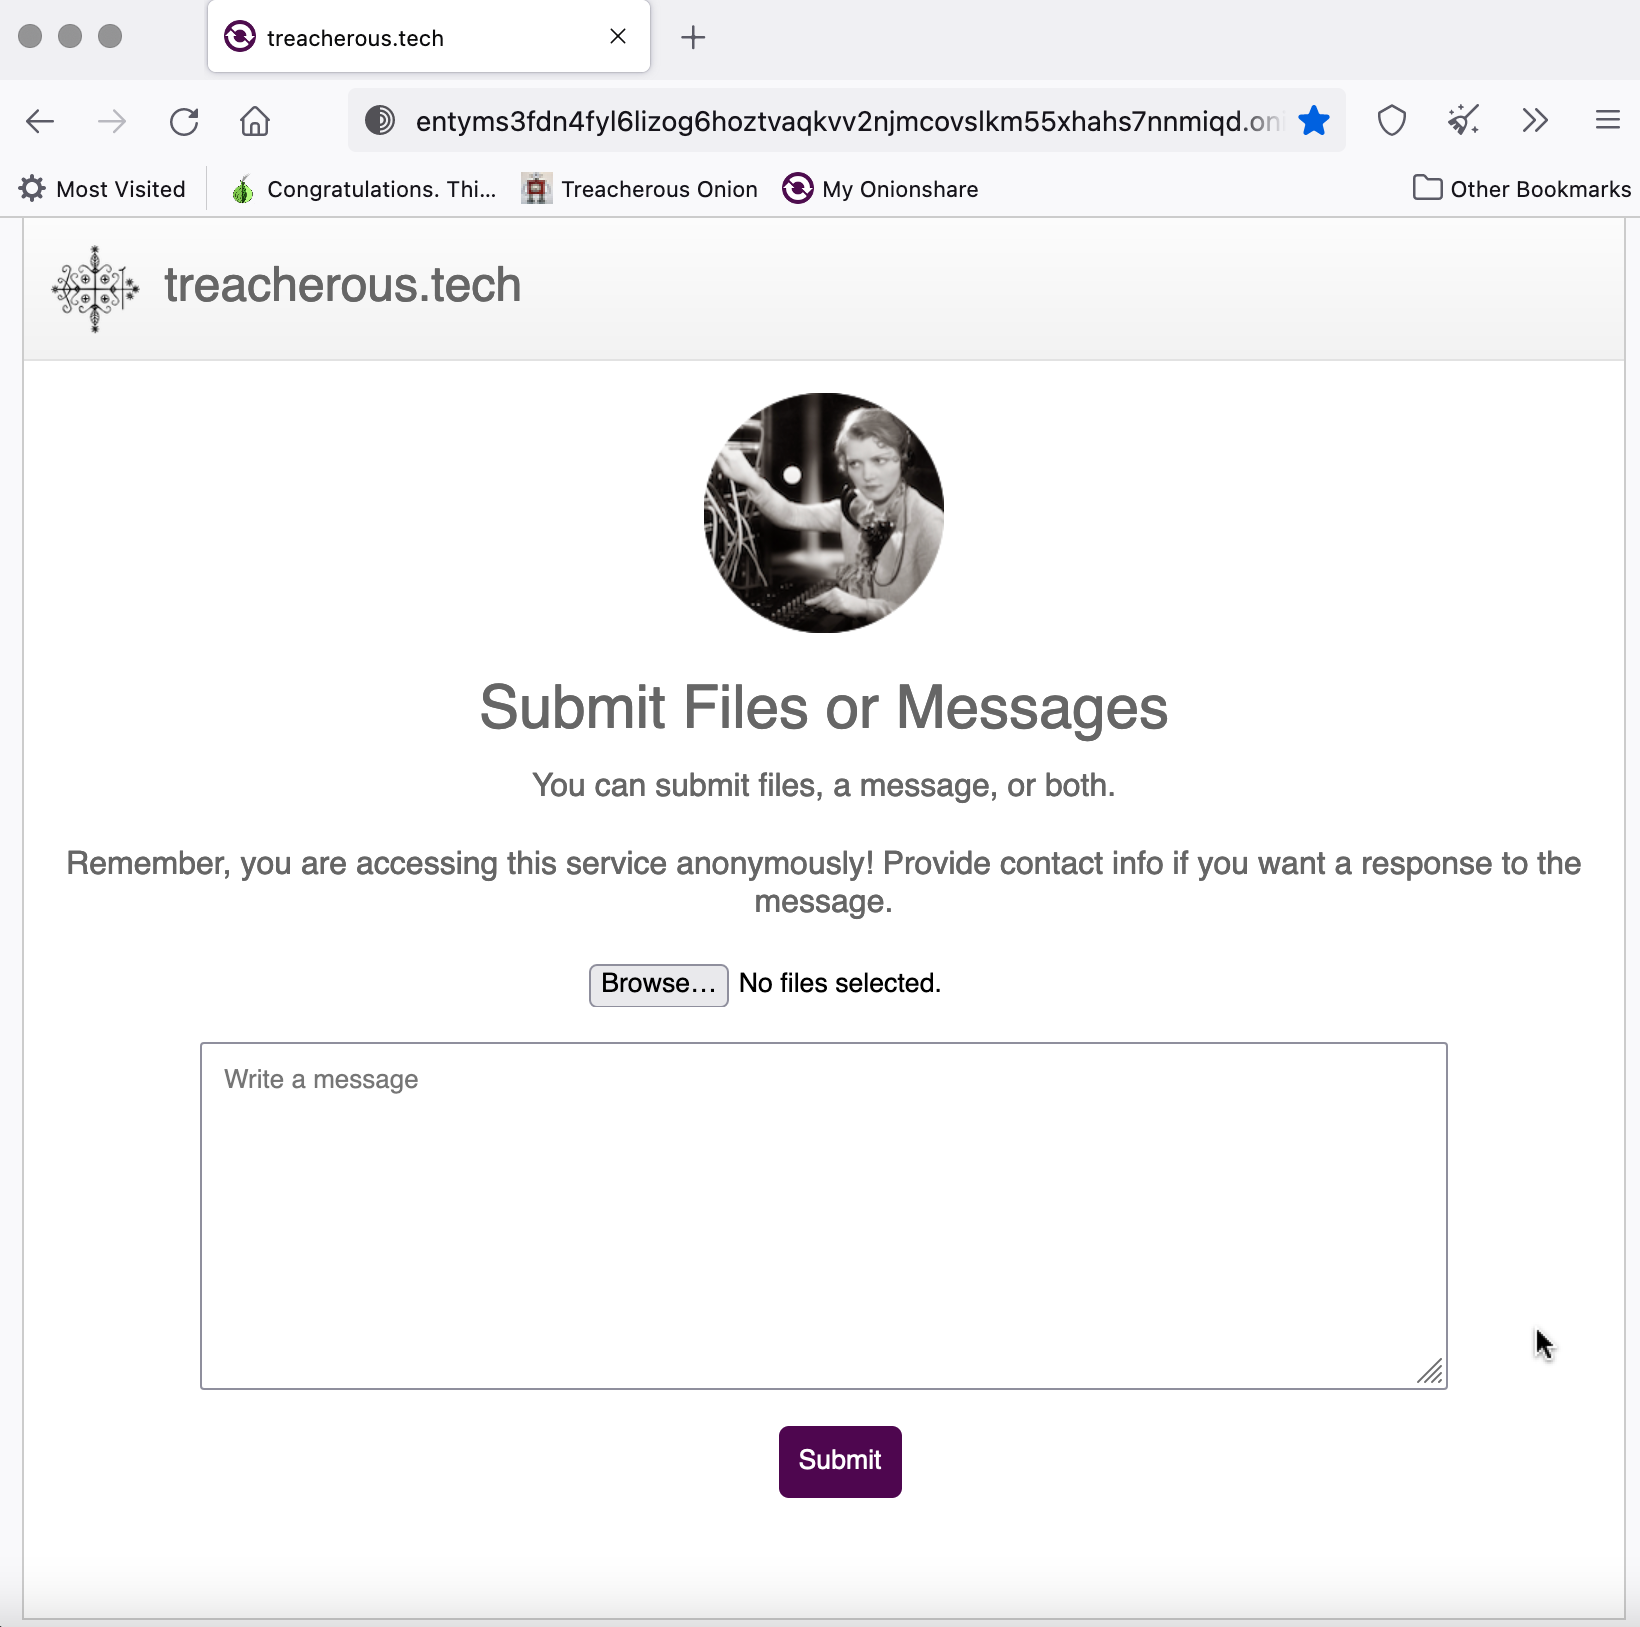 treacherous.tech
entyms3fdn4fyl6lizog6hoztvaqkvv2njmcovslkm55xhahs7nnmiqd.oni
Most Visited Congratulations. Thi... Treacherous Onion My Onionshare Other Bookmarks
treacherous.tech
Submit Files or Messages
You can submit files, a message, or both.
Remember, you are accessing this service anonymously! Provide contact info if you want a response to the
message.
Browse... No files selected.
Write a message
Submit